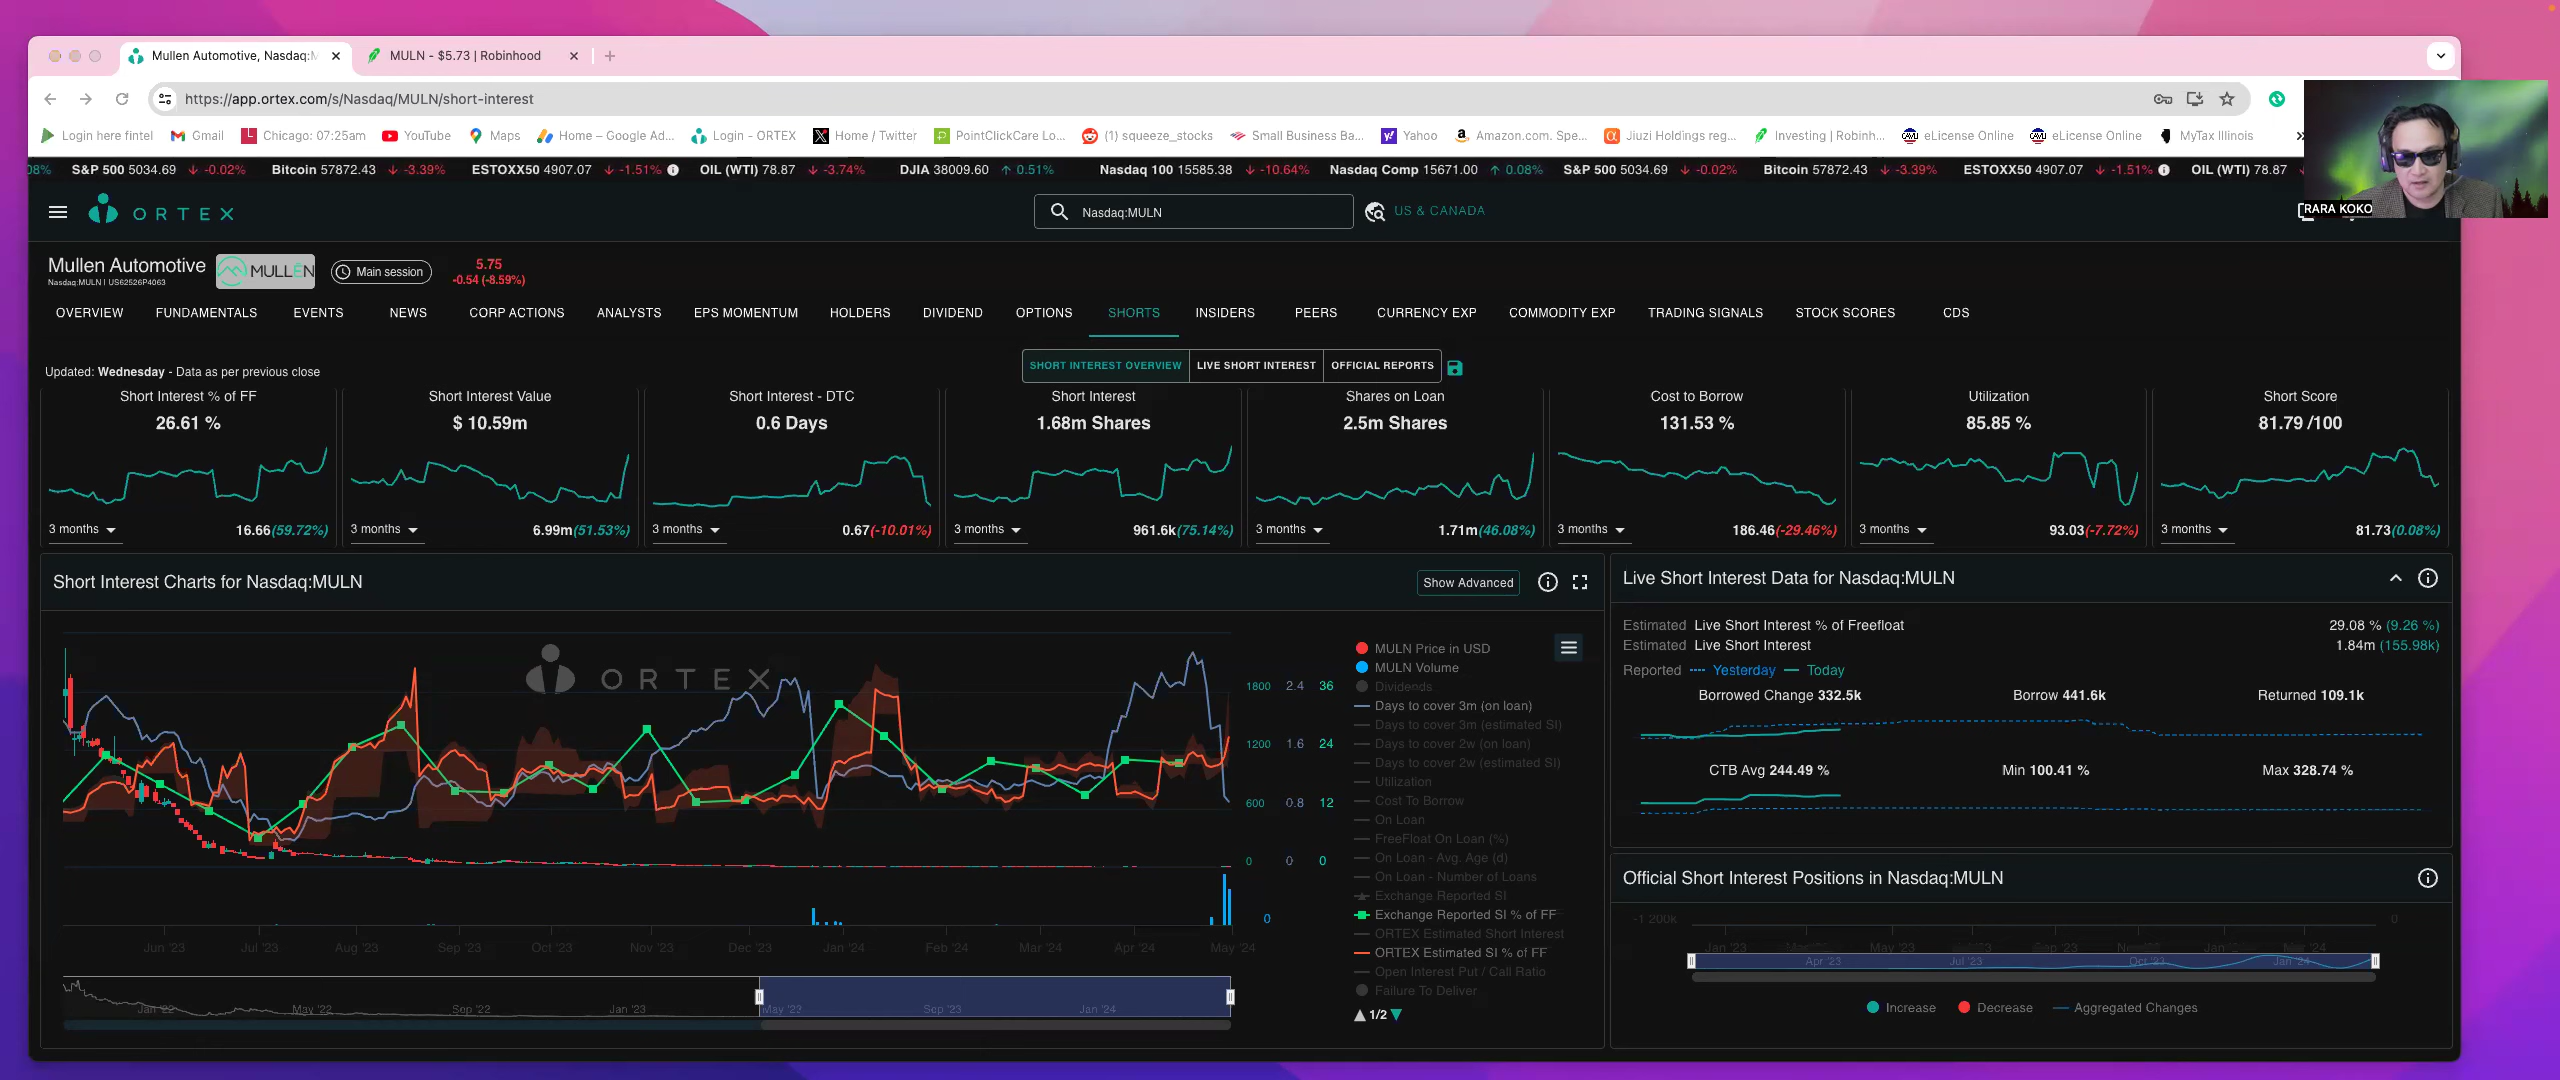 Mullen Automotive, Nasdaq:M
MULN - $5.73 | Robinhood
https://app.ortex.com/s/Nasdaq/MULN/short-interest
Login here fintel Gmail Chicago: 07:25am YouTube Maps Home – Google Ad... Login - ORTEX Home / Twitter PointClickCare Lo... (1) squeeze_stocks Small Business Ba... Yahoo Amazon.com. Spe... Jiuzi Holdings reg... Investing | Robinh... eLicense Online eLicense Online MyTax Illinois »
08% S&P 500 5034.69 -0.02% Bitcoin 57872.43 -3.39% ESTOXX50 4907.07 -1.51% OIL (WTI) 78.87 -3.74% DJIA 38009.60 0.51% Nasdaq 100 15585.38 -10.64% Nasdaq Comp 15671.00 0.08% S&P 500 5034.69 -0.02% Bitcoin 57872.43 -3.39% ESTOXX50 4907.07 -1.51% OIL (WTI) 78.87
ORTEX Nasdaq:MULN US & CANADA
RARA KOKO
Mullen Automotive MULLEN Main session 5.75
Nasdaq:MULN | US62526P4063 -0.54 (-8.59%)
OVERVIEW FUNDAMENTALS EVENTS NEWS CORP ACTIONS ANALYSTS EPS MOMENTUM HOLDERS DIVIDEND OPTIONS SHORTS INSIDERS PEERS CURRENCY EXP COMMODITY EXP TRADING SIGNALS STOCK SCORES CDS
SHORT INTEREST OVERVIEW LIVE SHORT INTEREST OFFICIAL REPORTS
Updated: Wednesday - Data as per previous close
Short Interest % of FF Short Interest Value Short Interest - DTC Short Interest Shares on Loan Cost to Borrow Utilization Short Score
26.61 % $ 10.59m 0.6 Days 1.68m Shares 2.5m Shares 131.53 % 85.85 % 81.79 /100
3 months 16.66(59.72%) 3 months 6.99m(51.53%) 3 months 0.67(-10.01%) 3 months 961.6k(75.14%) 3 months 1.71m(46.08%) 3 months 186.46(-29.46%) 3 months 93.03(-7.72%) 3 months 81.73(0.08%)
Short Interest Charts for Nasdaq:MULN Show Advanced
ORTEX
1800 2.4 36
1200 1.6 24
600 0.8 12
0 0 0
0
Jun '23 Jul '23 Aug '23 Sep '23 Oct '23 Nov '23 Dec '23 Jan '24 Feb '24 Mar '24 Apr '24 May '24
Jan '22 May '22 Sep '22 Jan '23 May '23 Sep '23 Jan '24
MULN Price in USD
MULN Volume
Dividends
Days to cover 3m (on loan)
Days to cover 3m (estimated SI)
Days to cover 2w (on loan)
Days to cover 2w (estimated SI)
Utilization
Cost To Borrow
On Loan
FreeFloat On Loan (%)
On Loan - Avg. Age (d)
On Loan - Number of Loans
Exchange Reported SI
Exchange Reported SI % of FF
ORTEX Estimated Short Interest
ORTEX Estimated SI % of FF
Open Interest Put / Call Ratio
Failure To Deliver
1/2
Live Short Interest Data for Nasdaq:MULN
Estimated Live Short Interest % of Freefloat 29.08 % (9.26 %)
Estimated Live Short Interest 1.84m (155.98k)
Reported Yesterday Today
Borrowed Change 332.5k Borrow 441.6k Returned 109.1k
CTB Avg 244.49 % Min 100.41 % Max 328.74 %
Official Short Interest Positions in Nasdaq:MULN
-1 200k 0
Jan '23 May '23 Sep '23
Apr '23 Jul '23 Oct '23 Jan '24
Increase Decrease Aggregated Changes